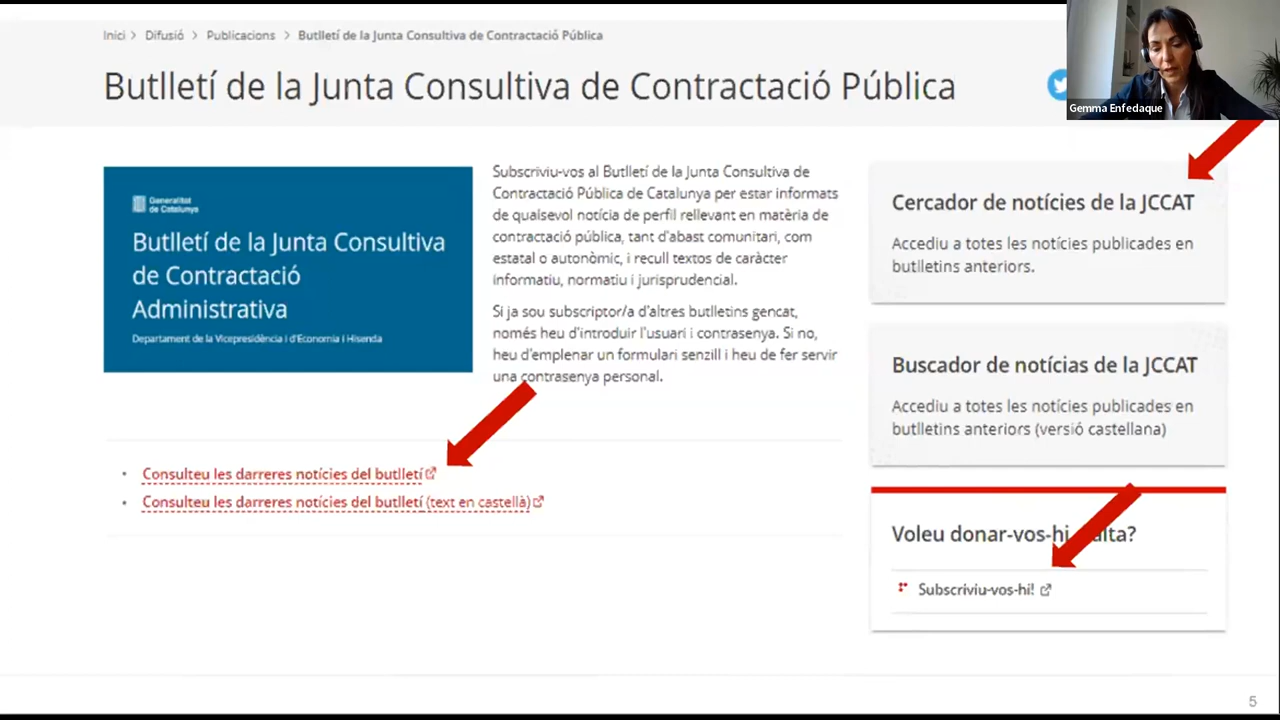 Inici > Difusió > Publicacions > Butlletí de la Junta Consultiva de Contractació Pública
Butlletí de la Junta Consultiva de Contractació Pública
Gemma Enfedaque
Generalitat
de Catalunya
Butlletí de la Junta Consultiva
de Contractació
Administrativa
Departament de la Vicepresidència i d'Economia i Hisenda
Subscriviu-vos al Butlletí de la Junta Consultiva de
Contractació Pública de Catalunya per estar informats
de qualsevol notícia de perfil rellevant en matèria de
contractació pública, tant d'abast comunitari, com
estatal o autonòmic, i recull textos de caràcter
informatiu, normatiu i jurisprudencial.
Si ja sou subscriptor/a d'altres butlletins gencat,
només heu d'introduir l'usuari i contrasenya. Si no,
heu d'emplenar un formulari senzill i heu de fer servir
una contrasenya personal.
• Consulteu les darreres notícies del butlletí
• Consulteu les darreres notícies del butlletí (text en castellà)
Cercador de notícies de la JCCAT
Accediu a totes les notícies publicades en
butlletins anteriors.
Buscador de notícias de la JCCAT
Accediu a totes les notícies publicades en
butlletins anteriors (versió castellana)
Voleu donar-vos-hi alta?
Subscriviu-vos-hi!
5